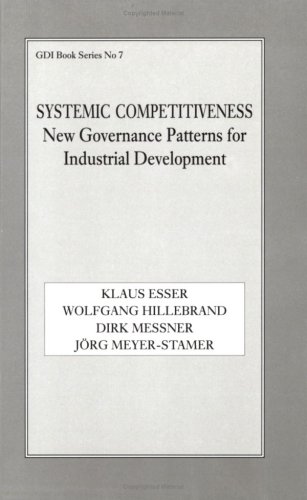 GDI Book Series No 7
SYSTEMIC COMPETITIVENESS
New Governance Patterns for
Industrial Development
KLAUS ESSER
WOLFGANG HILLEBRAND
DIRK MESSNER
JÖRG MEYER-STAMER